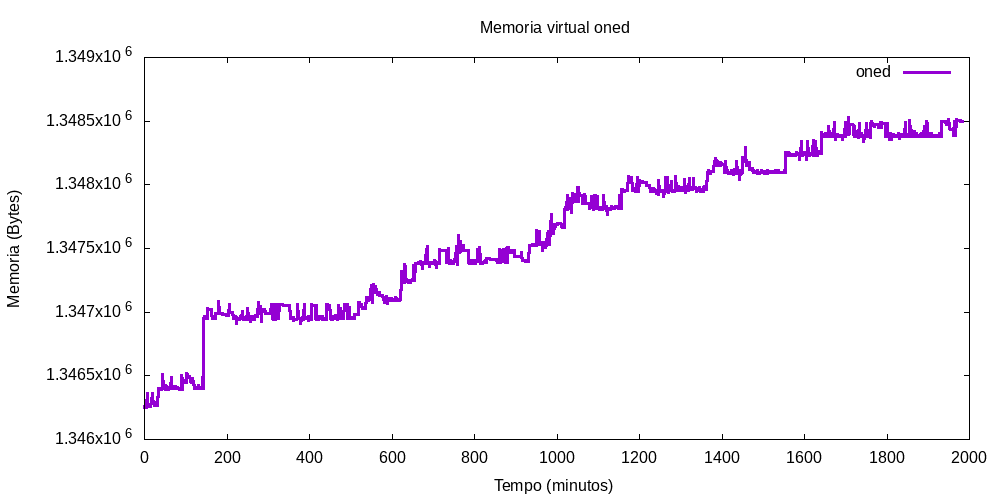 Memoria virtual oned
1.349x10 6
oned
1.3485x10 6
1.348x10 6
1.3475x10 6
1.347x10 6
1.3465x10 6
1.346x10 6
Memoria (Bytes)
0 200 400 600 800 1000 1200 1400 1600 1800 2000
Tempo (minutos)